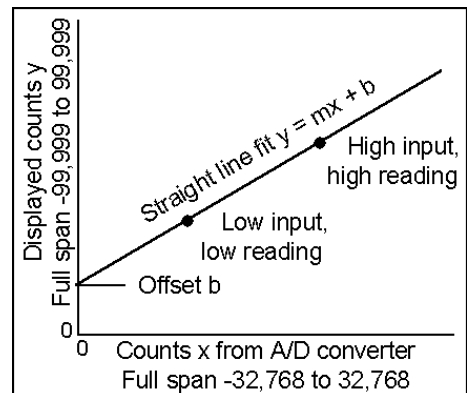 Displayed counts y
Full span -99,999 to 99,999
Straight line fit y = mx + b
High input,
high reading
Low input,
low reading
Offset b
0
0
Counts x from A/D converter
Full span -32,768 to 32,768